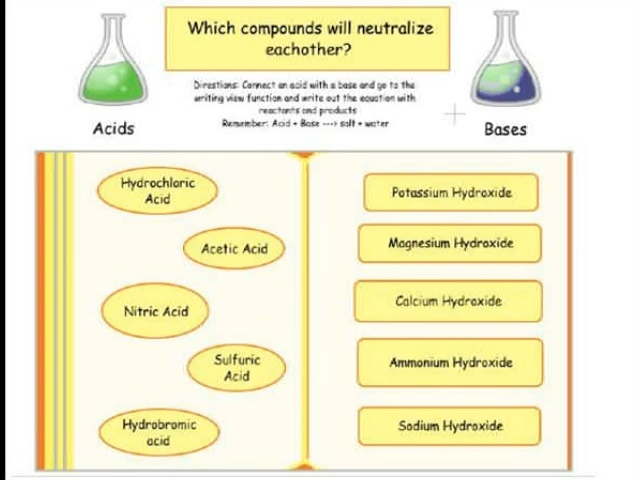 Which compounds will neutralize
eachother?
Directions: Connect an acid with a base and go to the
writing view function and write out the equation with
reactants and products
Remember: Acid + Base ---> salt + water
Acids
Bases
Hydrochloric
Acid
Potassium Hydroxide
Acetic Acid
Magnesium Hydroxide
Nitric Acid
Calcium Hydroxide
Sulfuric
Acid
Ammonium Hydroxide
Hydrobromic
acid
Sodium Hydroxide